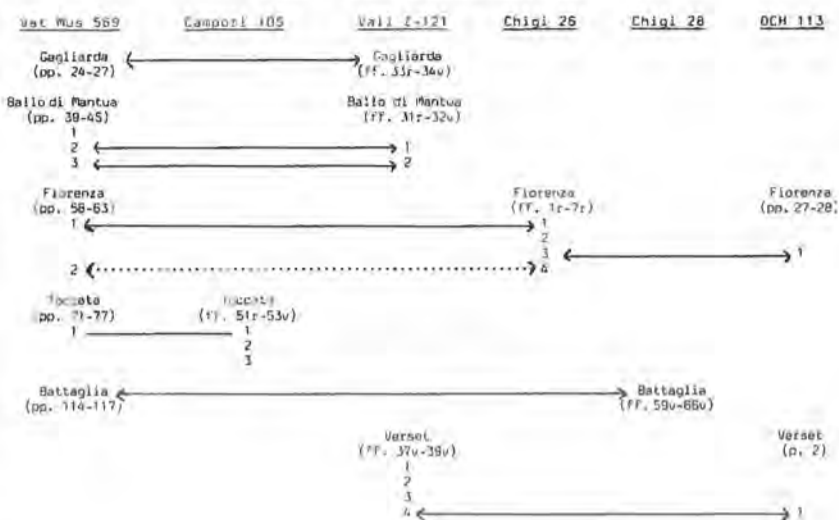 Vat Mus 569 Campori 105 Vall Z-121 Chigi 26 Chigi 28 OCH 113
Gagliarda Gagliarda
(pp. 24-27) (ff. 33r-34v)
Ballo di Mantua Ballo di Mantua
(pp. 39-45) (ff. 31r-32v)
1
2 1
3 2
Fiorenza Fiorenza Fiorenza
(pp. 58-63) (ff. 1r-7r) (pp. 27-28)
1 1
2
3 1
2 4
Toccata Toccata
(pp. 71-77) (ff. 51r-53v)
1 1
2
3
Battaglia Battaglia
(pp. 114-117) (ff. 59v-66v)
Verset Verset
(ff. 37v-39v) (p. 2)
1
2
3
4 1